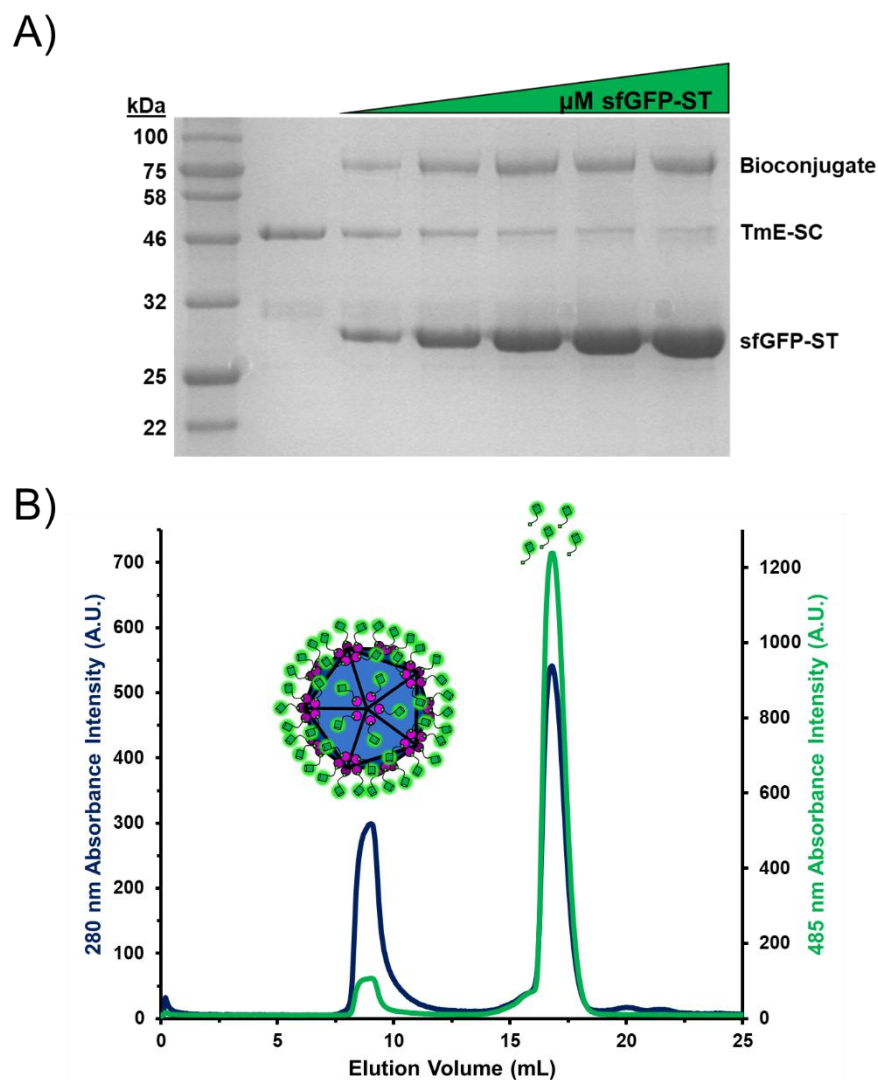 A)
kDa
µM sfGFP-ST
100
75
58
46
32
25
22
Bioconjugate
TmE-SC
sfGFP-ST
B)
280 nm Absorbance Intensity (A.U.)
700
600
500
400
300
200
100
0
1200
1000
800
600
400
200
0
485 nm Absorbance Intensity (A.U.)
0
5
10
15
20
25
Elution Volume (mL)